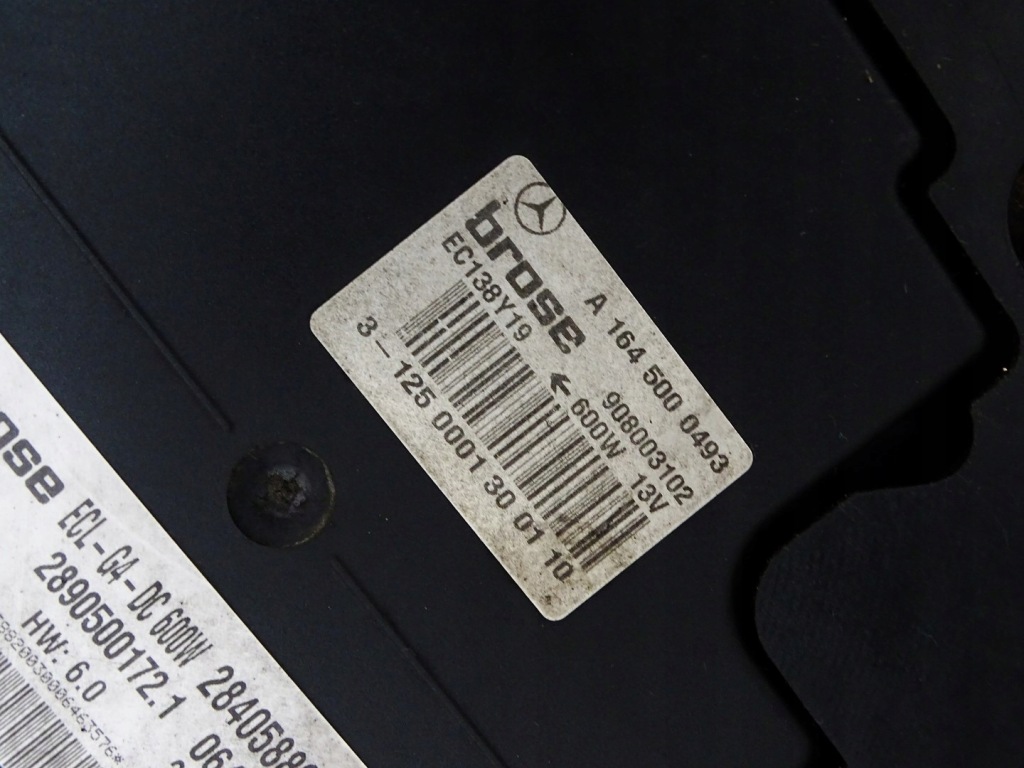 brose
A 164 500 0493
EC138Y19
908003102
← 600W 13V
3-125 0001 30 01 10
ECL-G4-DC 600W
2890500172.1
HW: 6.0